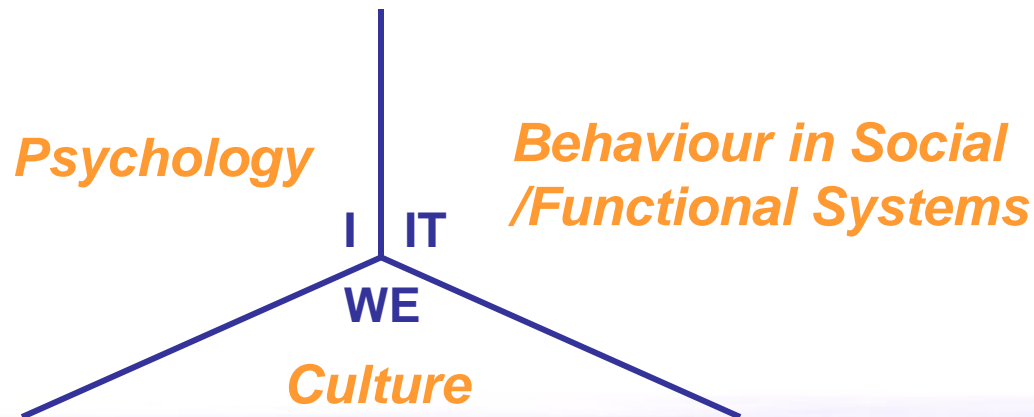 Psychology
Behaviour in Social
/Functional Systems
I
IT
WE
Culture